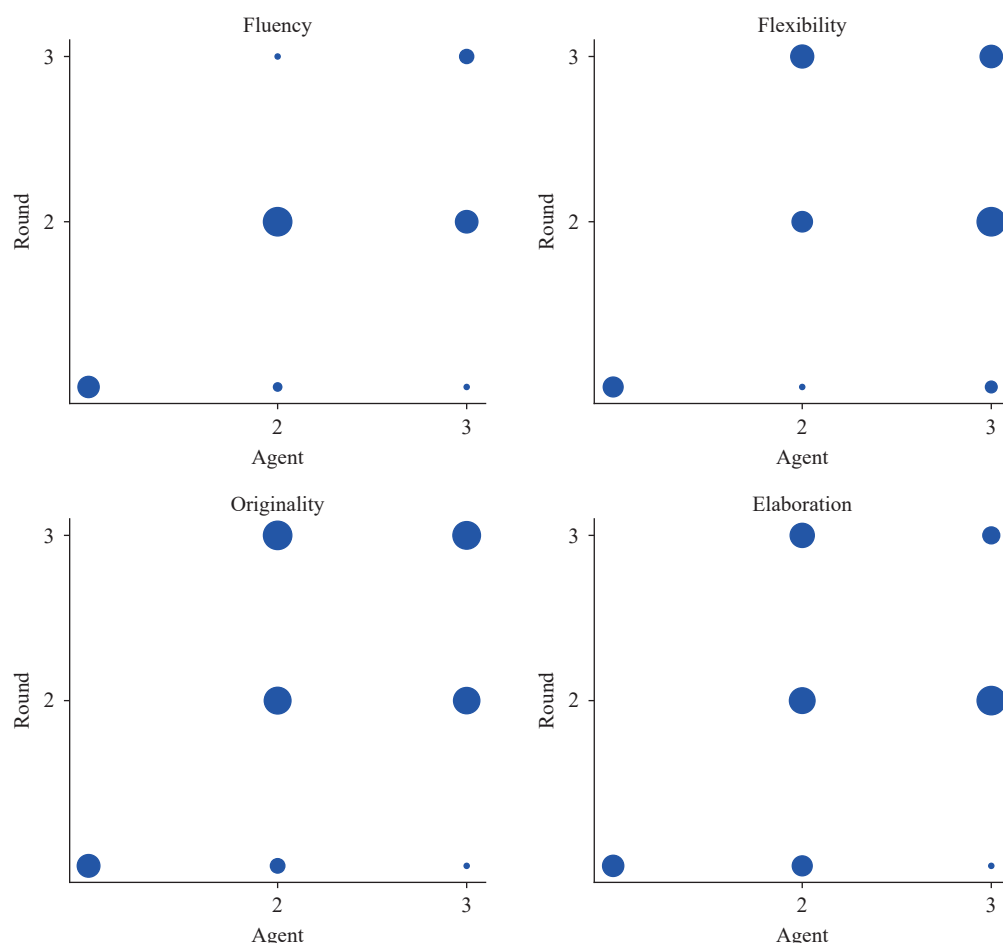 Fluency
3
2
Round
2
3
Agent
Flexibility
3
2
Round
2
3
Agent
Originality
3
2
Round
2
3
Agent
Elaboration
3
2
Round
2
3
Agent